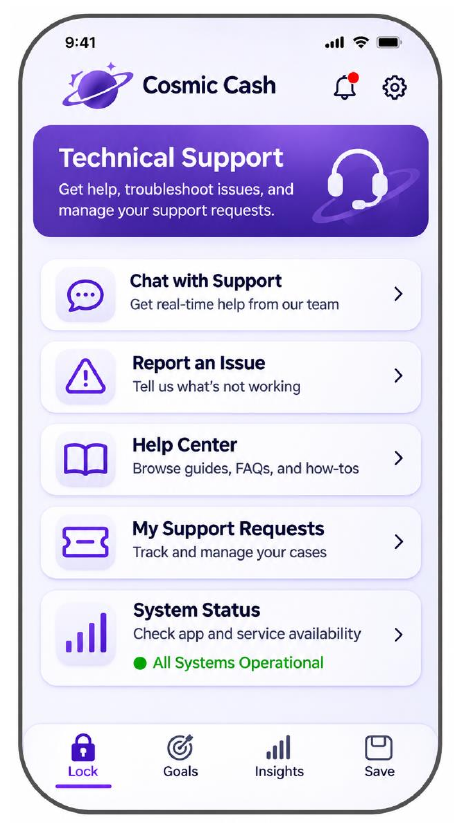 9:41
Cosmic Cash
Technical Support
Get help, troubleshoot issues, and
manage your support requests.
Chat with Support
Get real-time help from our team
Report an Issue
Tell us what's not working
Help Center
Browse guides, FAQs, and how-tos
My Support Requests
Track and manage your cases
System Status
Check app and service availability
All Systems Operational
Lock
Goals
Insights
Save